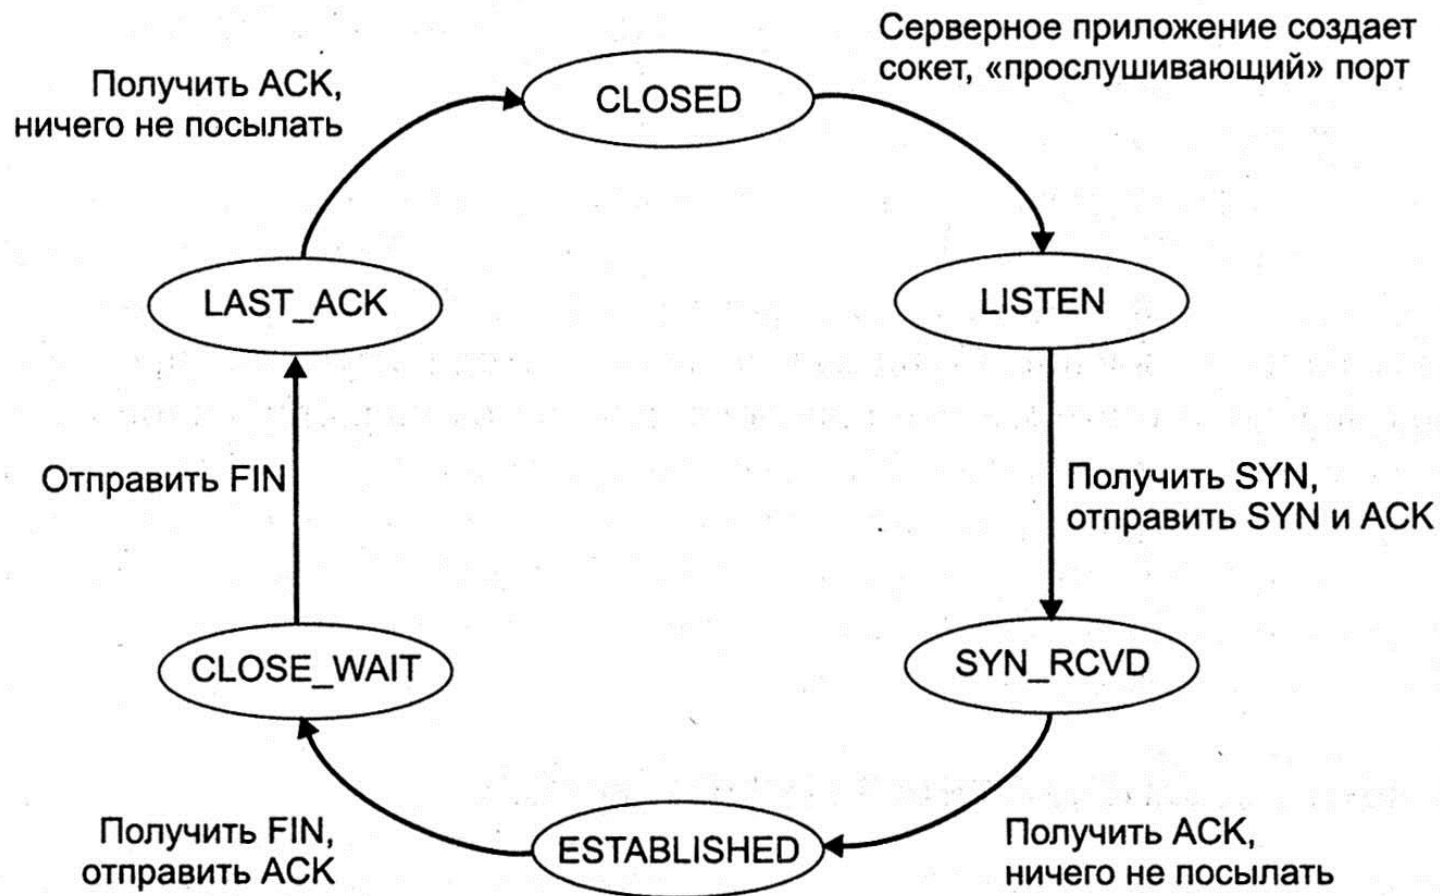 Серверное приложение создает
сокет, «прослушивающий» порт
Получить ACK,
ничего не посылать
CLOSED
LAST_ACK
LISTEN
Отправить FIN
Получить SYN,
отправить SYN и ACK
CLOSE_WAIT
SYN_RCVD
Получить FIN,
отправить ACK
ESTABLISHED
Получить ACK,
ничего не посылать